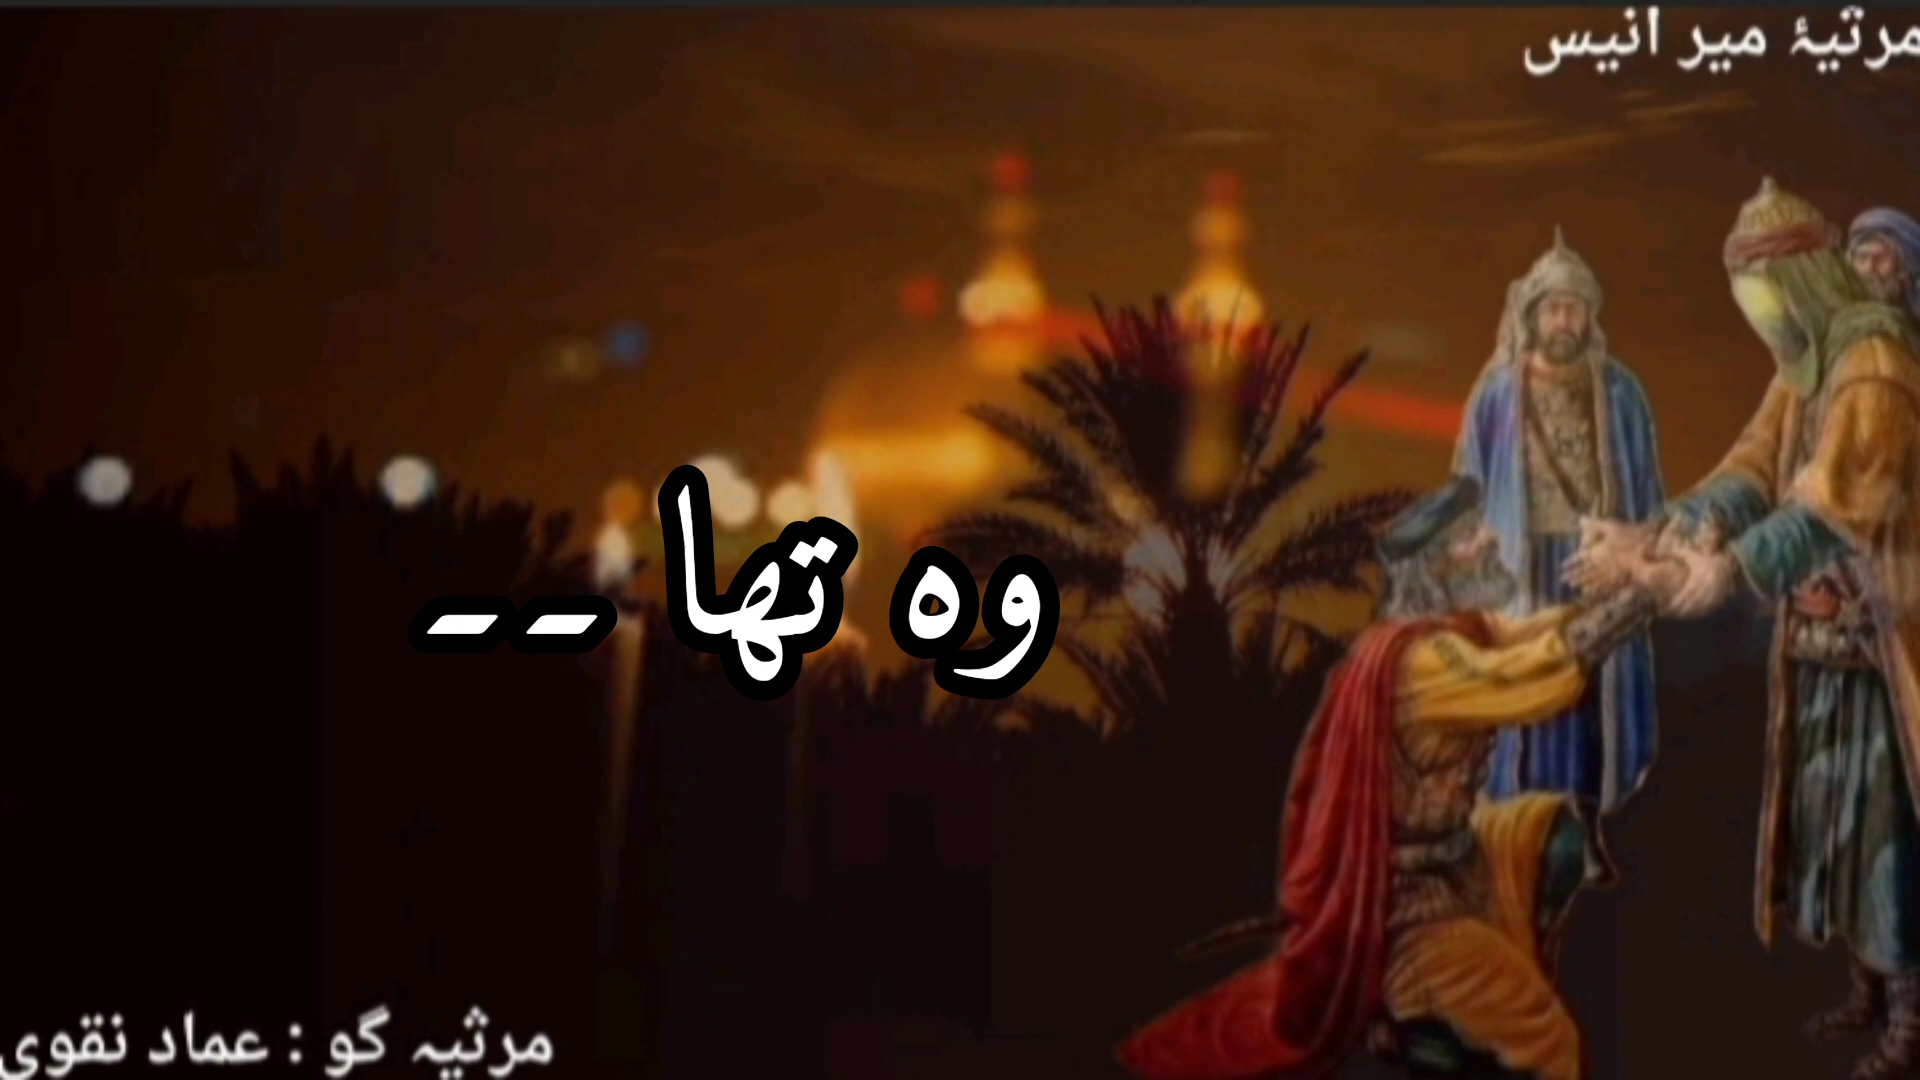 مرثیۂ میر انیس
وہ تھا ۔۔
مرثیہ گو : عماد نقوی